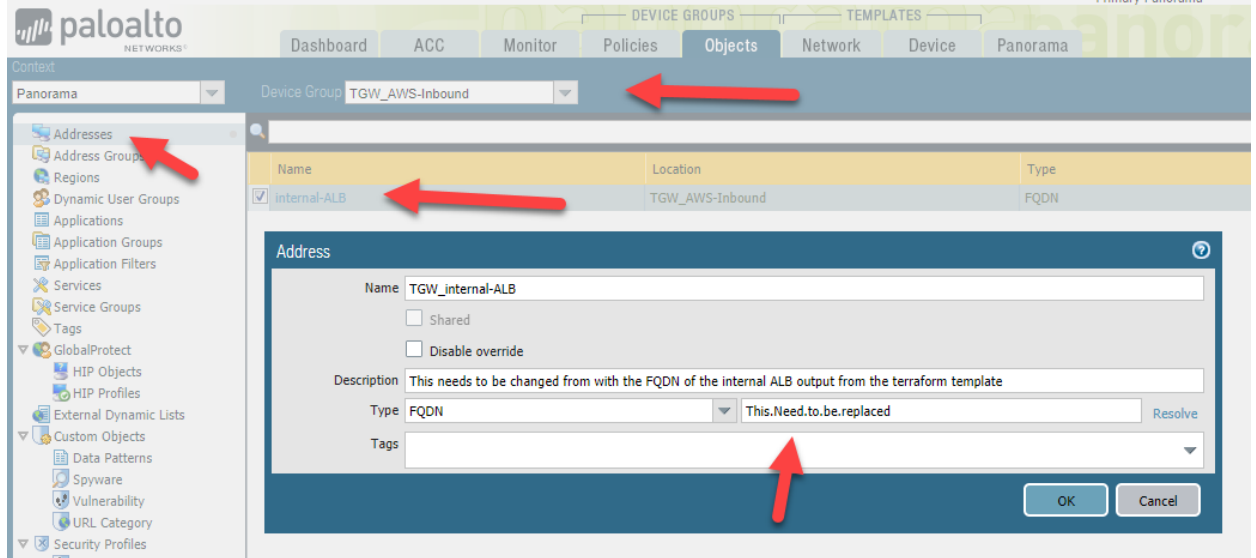 Primary Panorama
paloalto
NETWORKS®
DEVICE GROUPS
TEMPLATES
Dashboard ACC Monitor Policies Objects Network Device Panorama
Context
Panorama
Device Group TGW_AWS-Inbound
Addresses
Address Groups
Regions
Dynamic User Groups
Applications
Application Groups
Application Filters
Services
Service Groups
Tags
GlobalProtect
HIP Objects
HIP Profiles
External Dynamic Lists
Custom Objects
Data Patterns
Spyware
Vulnerability
URL Category
Security Profiles
Name Location Type
internal-ALB TGW_AWS-Inbound FQDN
Address
Name TGW_internal-ALB
Shared
Disable override
Description This needs to be changed from with the FQDN of the internal ALB output from the terraform template
Type FQDN This.Need.to.be.replaced Resolve
Tags
OK Cancel